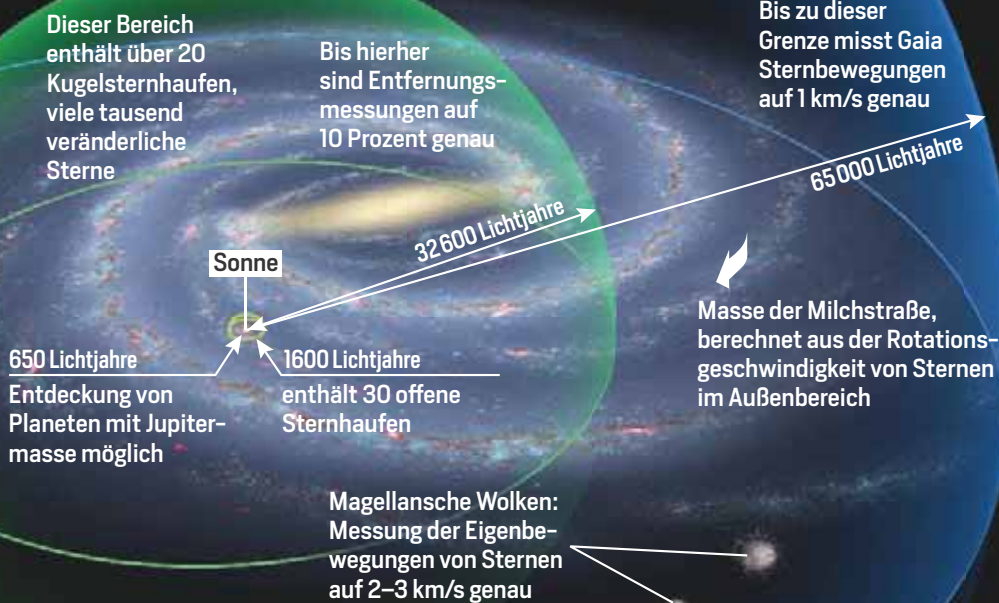 Dieser Bereich
enthält über 20
Kugelsternhaufen,
viele tausend
veränderliche
Sterne
Bis hierher
sind Entfernungs-
messungen auf
10 Prozent genau
Bis zu dieser
Grenze misst Gaia
Sternbewegungen
auf 1 km/s genau
65 000 Lichtjahre
32 600 Lichtjahre
Sonne
650 Lichtjahre
Entdeckung von
Planeten mit Jupiter-
masse möglich
1600 Lichtjahre
enthält 30 offene
Sternhaufen
Masse der Milchstraße,
berechnet aus der Rotations-
geschwindigkeit von Sternen
im Außenbereich
Magellansche Wolken:
Messung der Eigenbe-
wegungen von Sternen
auf 2–3 km/s genau